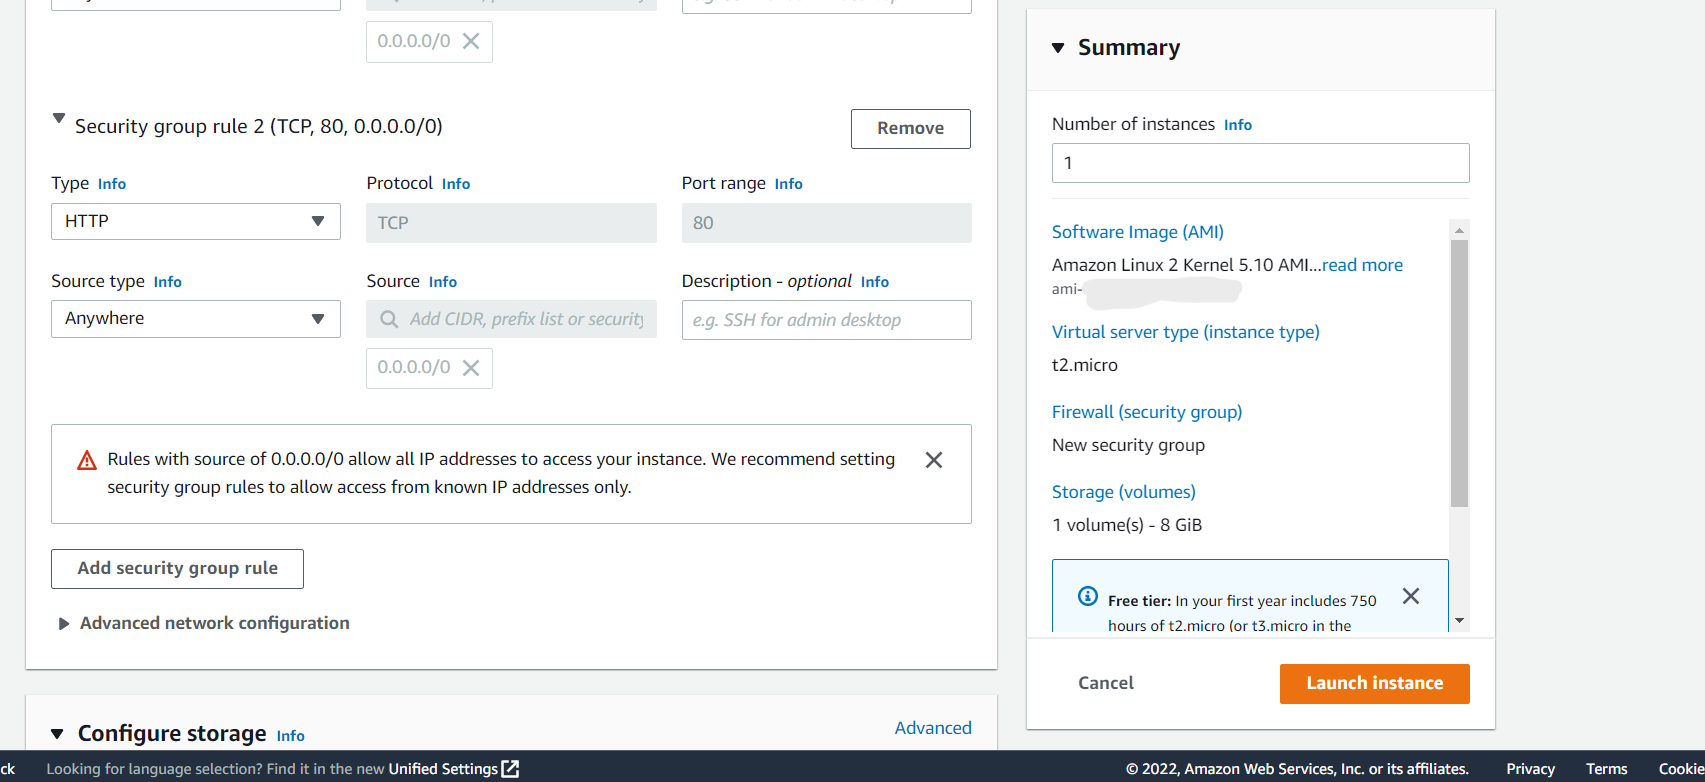 0.0.0.0/0
Security group rule 2 (TCP, 80, 0.0.0.0/0)
Remove
Type Info
Protocol Info
Port range Info
HTTP
TCP
80
Source type Info
Source Info
Description - optional Info
Anywhere
Add CIDR, prefix list or security
e.g. SSH for admin desktop
0.0.0.0/0
Rules with source of 0.0.0.0/0 allow all IP addresses to access your instance. We recommend setting
security group rules to allow access from known IP addresses only.
Add security group rule
Advanced network configuration
Configure storage Info
Advanced
Summary
Number of instances Info
1
Software Image (AMI)
Amazon Linux 2 Kernel 5.10 AMI...read more
ami-
Virtual server type (instance type)
t2.micro
Firewall (security group)
New security group
Storage (volumes)
1 volume(s) - 8 GiB
Free tier: In your first year includes 750
hours of t2.micro (or t3.micro in the
Cancel
Launch instance
ck
Looking for language selection? Find it in the new Unified Settings
© 2022, Amazon Web Services, Inc. or its affiliates.
Privacy
Terms
Cookie